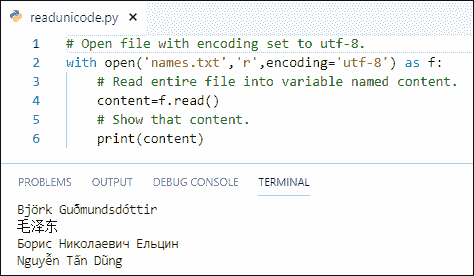 readunicode.py
1 # Open file with encoding set to utf-8.
2 with open('names.txt','r',encoding='utf-8') as f:
3 # Read entire file into variable named content.
4 content=f.read()
5 # Show that content.
6 print(content)
PROBLEMS OUTPUT DEBUG CONSOLE TERMINAL
Björk Guðmundsdóttir
毛泽东
Борис Николаевич Ельцин
Nguyễn Tấn Dũng